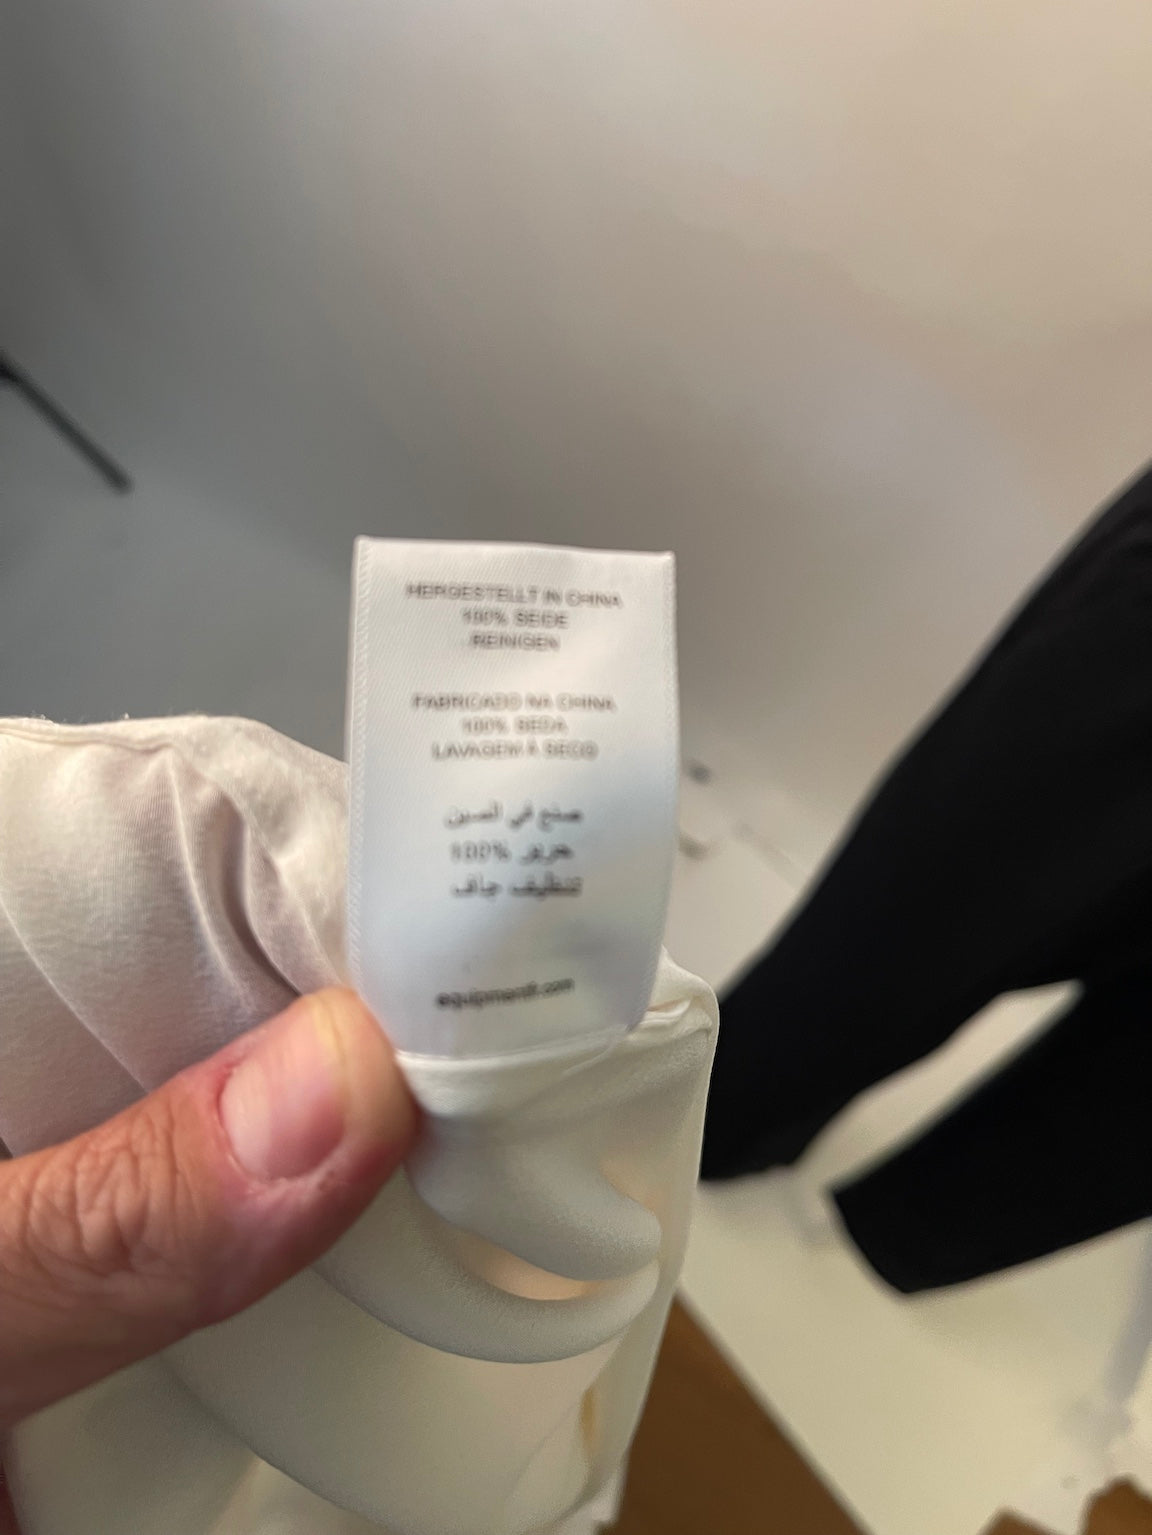 HERGESTELLT IN CHINA
100% SEIDE
REINIGEN
FABRICADO NA CHINA
100% SEDA
LAVAGEM À SECO
صنع في الصين
حرير %100
تنظيف جاف
equipmentfr.com